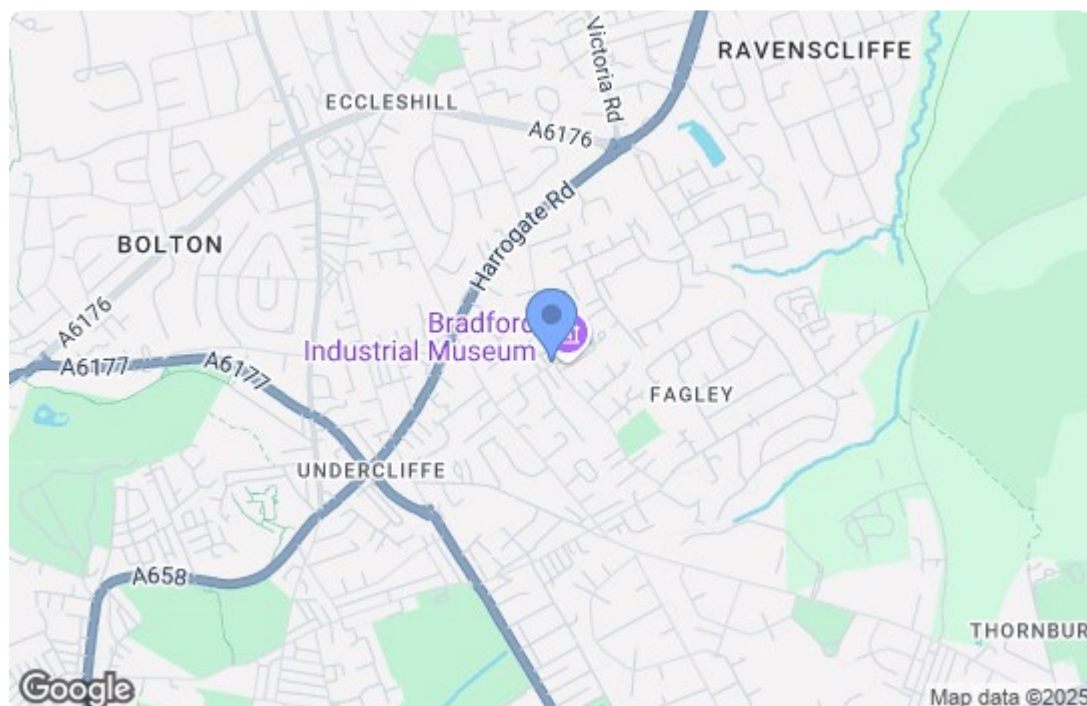 Victoria Rd
RAVENSCLIFFE
ECCLESHILL
A6176
Harrogate Rd
BOLTON
A6176
Bradford
Industrial Museum
A6177
A6177
FAGLEY
UNDERCLIFFE
A658
THORNBUR
Google
Map data ©2025